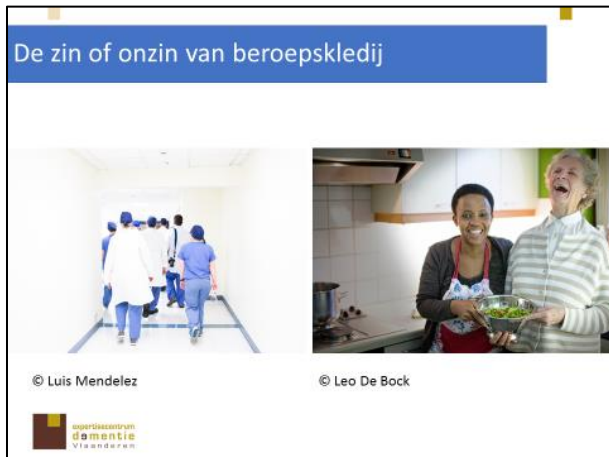 De zin of onzin van beroepskledij
© Luis Mendelez
© Leo De Bock
expertisecentrum
dementie
Vlaanderen